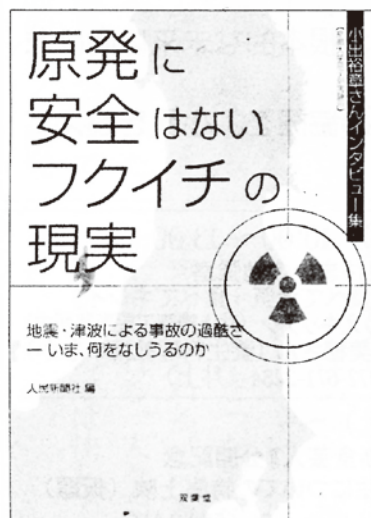 小出裕章さんインタビュー集
原発に
安全はない
フクイチの
現実
地震・津波による事故の過酷さ
ーいま、何をなしうるのか
人民新聞社 編